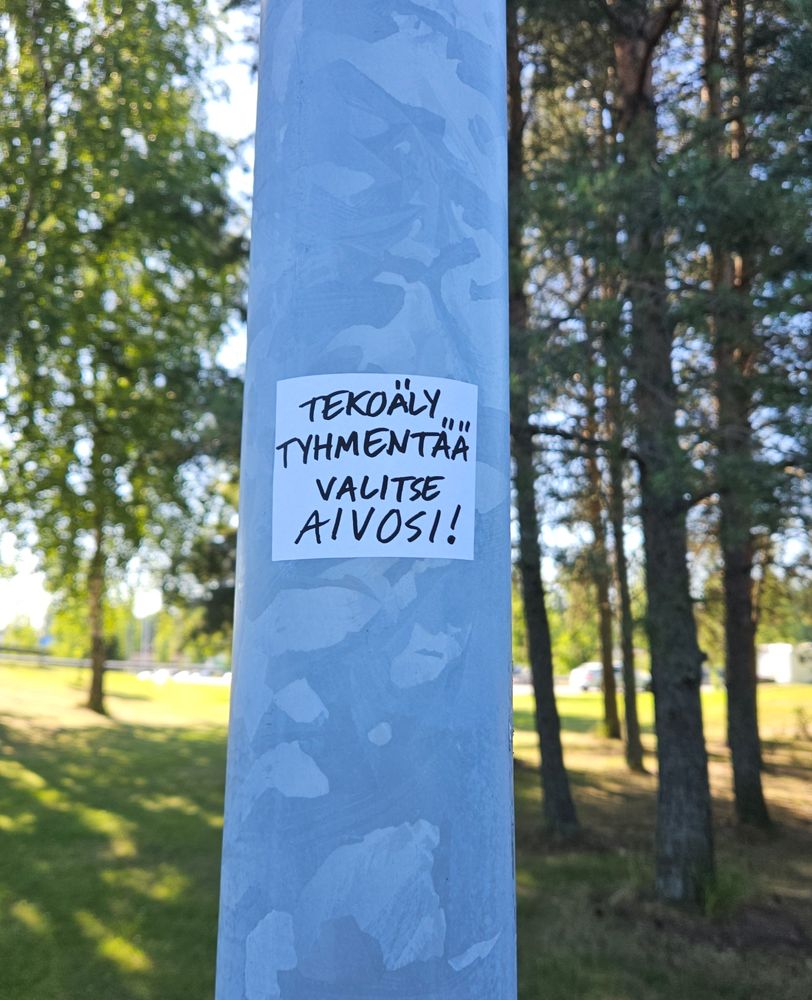 TEKOÄLY
TYHMENTÄÄ
VALITSE
AIVOSI!